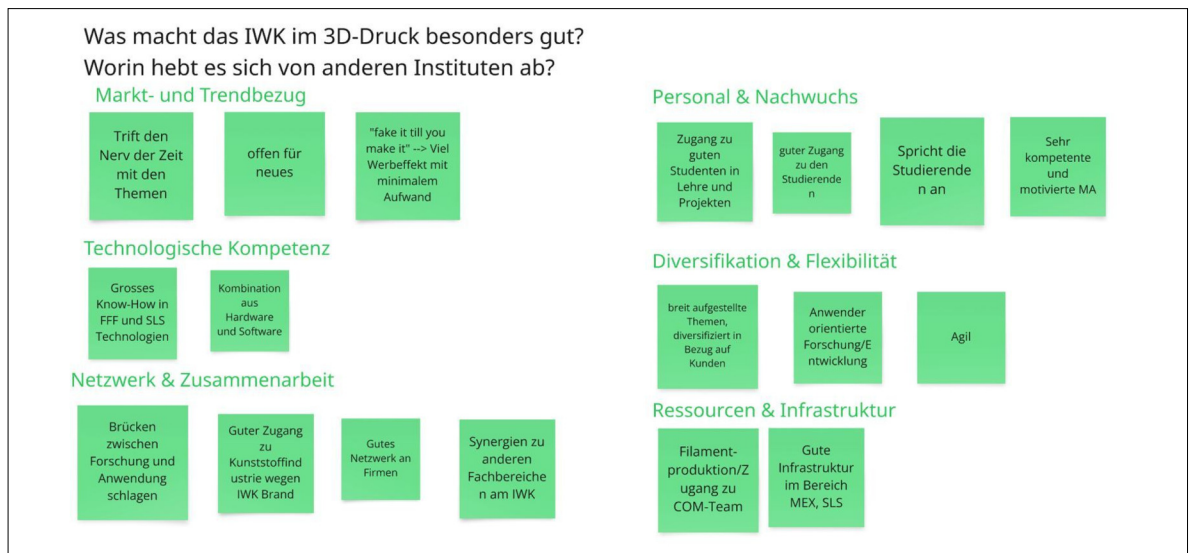 Was macht das IWK im 3D-Druck besonders gut?
Worin hebt es sich von anderen Instituten ab?
Markt- und Trendbezug
Trift den
Nerv der Zeit
mit den
Themen
offen für
neues
"fake it till you
make it" --> Viel
Werbeffekt mit
minimalem
Aufwand
Technologische Kompetenz
Grosses
Know-How in
FFF und SLS
Technologien
Kombination
aus
Hardware
und Software
Netzwerk & Zusammenarbeit
Brücken
zwischen
Forschung und
Anwendung
schlagen
Guter Zugang
zu
Kunststoffind
ustrie wegen
IWK Brand
Gutes
Netzwerk an
Firmen
Synergien zu
anderen
Fachbereiche
n am IWK
Personal & Nachwuchs
Zugang zu
guten
Studenten in
Lehre und
Projekten
guter Zugang
zu den
Studierende
n
Spricht die
Studierende
n an
Sehr
kompetente
und
motivierte MA
Diversifikation & Flexibilität
breit aufgestellte
Themen,
diversifiziert in
Bezug auf
Kunden
Anwender
orientierte
Forschung/E
ntwicklung
Agil
Ressourcen & Infrastruktur
Filament-
produktion/Z
ugang zu
COM-Team
Gute
Infrastruktur
im Bereich
MEX, SLS